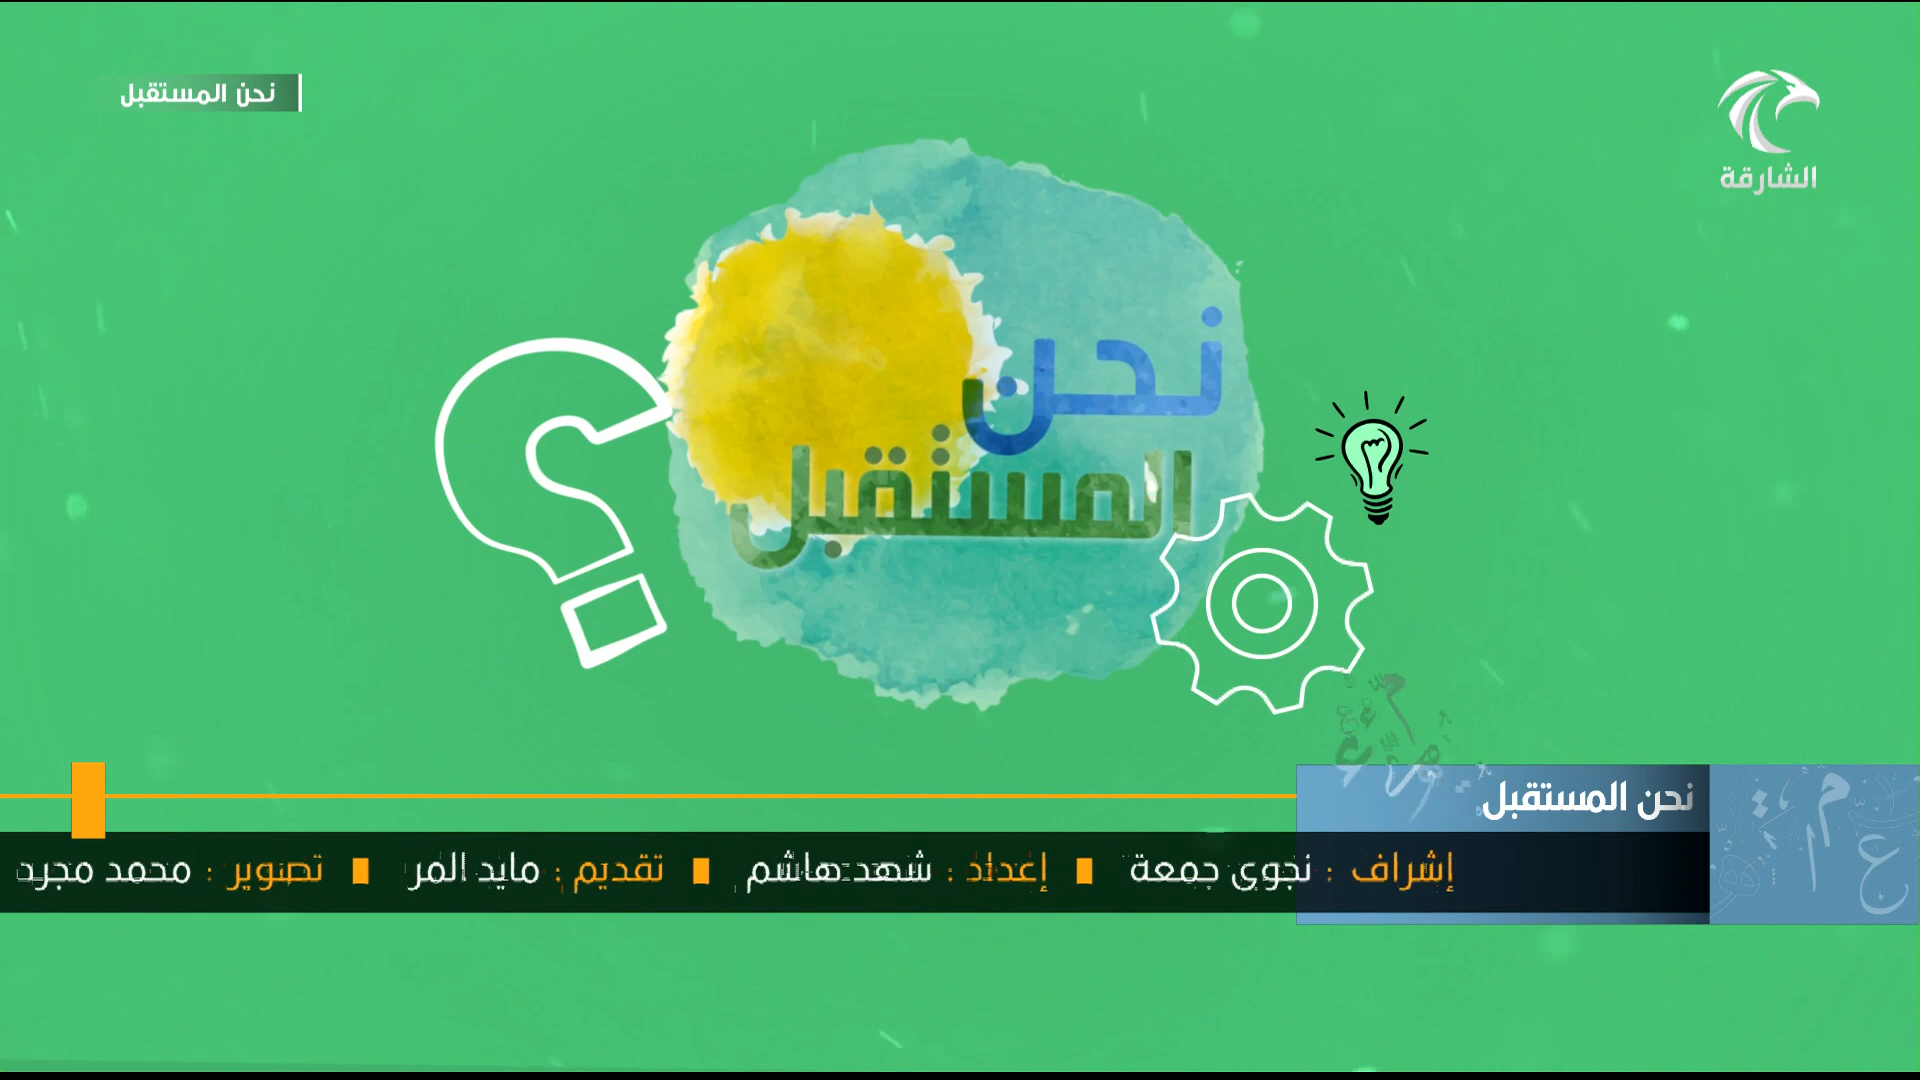 نحن المستقبل
الشارقة
نحن
المستقبل
نحن المستقبل
إشراف : نجوى جمعة ■ إعداد : شهد هاشم ■ تقديم : مايد المر ■ تصوير : محمد مجرد